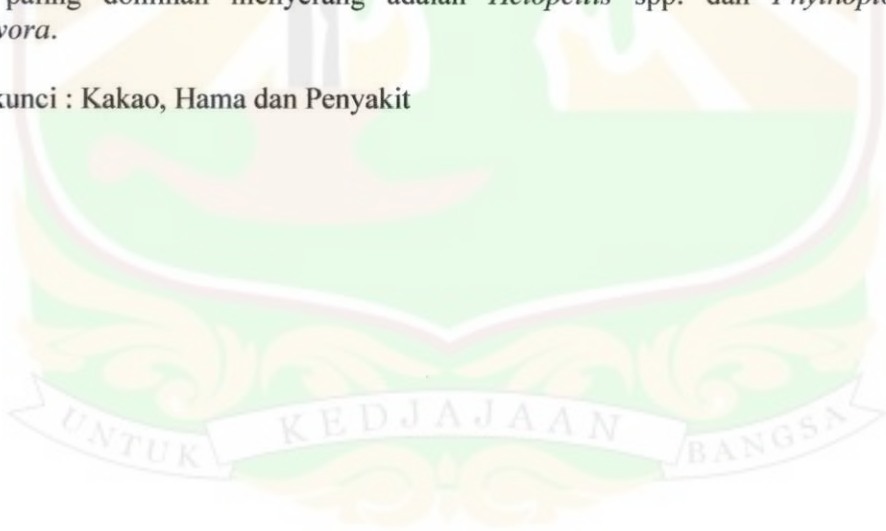 paling dominan menyerang adalah Helopeltis spp. dan
vora.
kunci : Kakao, Hama dan Penyakit
UNTUK KEDJAJAAN BANGSA